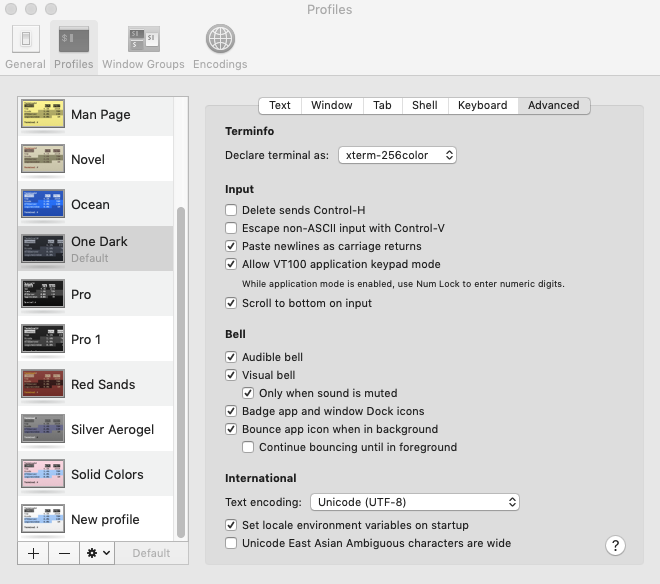 Profiles
General
Profiles
Window Groups
Encodings
Man Page
Novel
Ocean
One Dark
Default
Pro
Pro 1
Red Sands
Silver Aerogel
Solid Colors
New profile
Default
Text
Window
Tab
Shell
Keyboard
Advanced
Terminfo
Declare terminal as: xterm-256color
Input
Delete sends Control-H
Escape non-ASCII input with Control-V
Paste newlines as carriage returns
Allow VT100 application keypad mode
While application mode is enabled, use Num Lock to enter numeric digits.
Scroll to bottom on input
Bell
Audible bell
Visual bell
Only when sound is muted
Badge app and window Dock icons
Bounce app icon when in background
Continue bouncing until in foreground
International
Text encoding: Unicode (UTF-8)
Set locale environment variables on startup
Unicode East Asian Ambiguous characters are wide
?